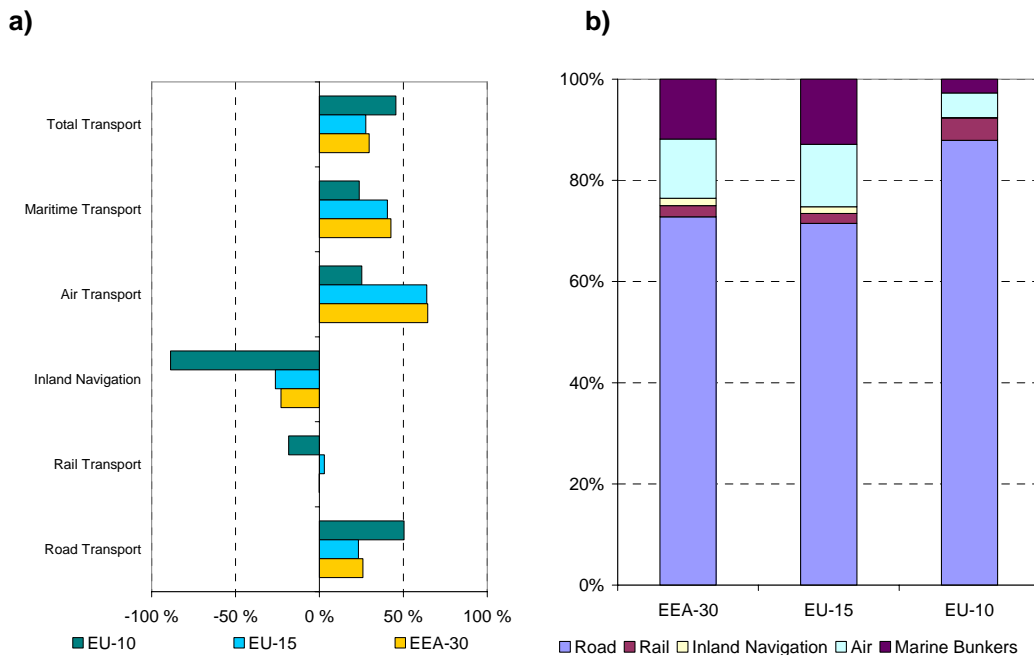 a)
Total Transport
Maritime Transport
Air Transport
Inland Navigation
Rail Transport
Road Transport
-100 % -50 % 0 % 50 % 100 %
EU-10 EU-15 EEA-30
b)
100%
80%
60%
40%
20%
0%
EEA-30 EU-15 EU-10
Road Rail Inland Navigation Air Marine Bunkers